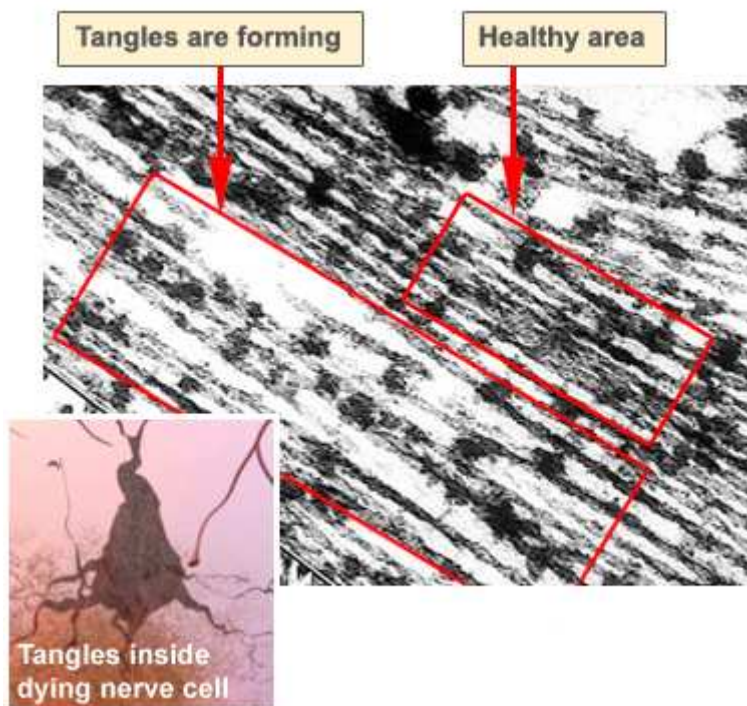 Tangles are forming
Healthy area
Tangles inside
dying nerve cell